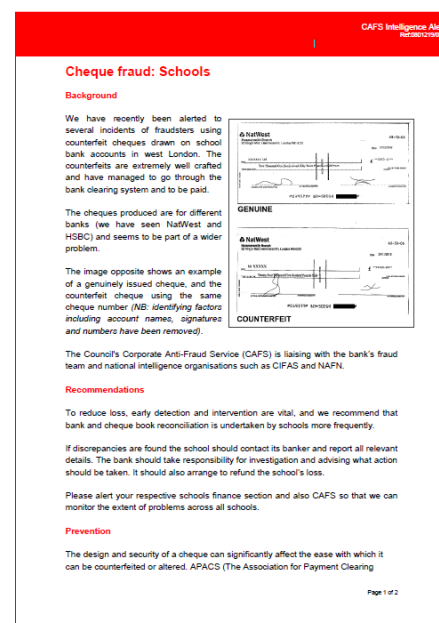 CAFS Intelligence Ale
Cheque fraud: Schools
Background
We have recently been alerted to
several incidents of fraudsters using
counterfeit cheques drawn on school
bank accounts in west London. The
counterfeits are extremely well crafted
and have managed to go through the
bank clearing system and to be paid.
The cheques produced are for different
banks (we have seen NatWest and
HSBC) and seems to be part of a wider
problem.
The image opposite shows an example
of a genuinely issued cheque, and the
counterfeit cheque using the same
cheque number (NB: identifying factors
including account names, signatures
and numbers have been removed).
NatWest
GENUINE
NatWest
COUNTERFEIT
The Council's Corporate Anti-Fraud Service (CAFS) is liaising with the bank's fraud
team and national intelligence organisations such as CIFAS and NAFN.
Recommendations
To reduce loss, early detection and intervention are vital, and we recommend that
bank and cheque book reconciliation is undertaken by schools more frequently.
If discrepancies are found the school should contact its banker and report all relevant
details. The bank should take responsibility for investigation and advising what action
should be taken. It should also arrange to refund the school's loss.
Please alert your respective schools finance section and also CAFS so that we can
monitor the extent of problems across all schools.
Prevention
The design and security of a cheque can significantly affect the ease with which it
can be counterfeited or altered. APACS (The Association for Payment Clearing
Page 1 of 2